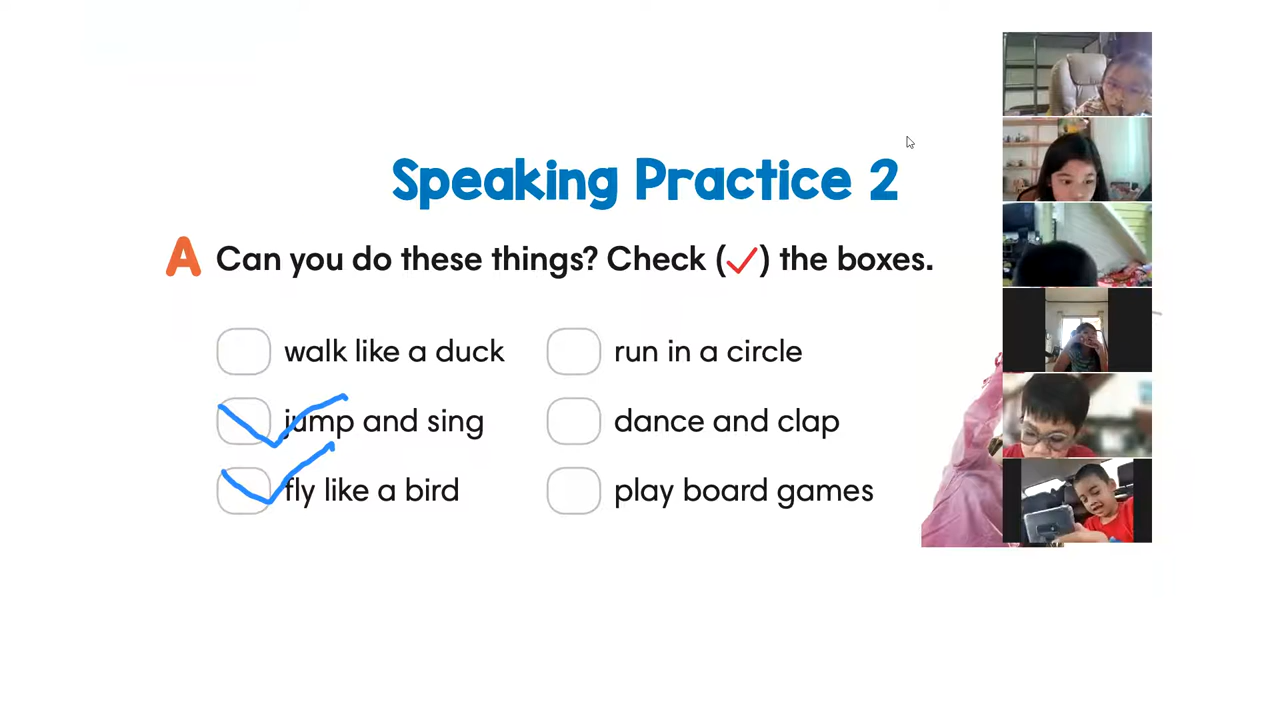 Speaking Practice 2
A Can you do these things? Check (✓) the boxes.
walk like a duck
run in a circle
jump and sing
dance and clap
fly like a bird
play board games